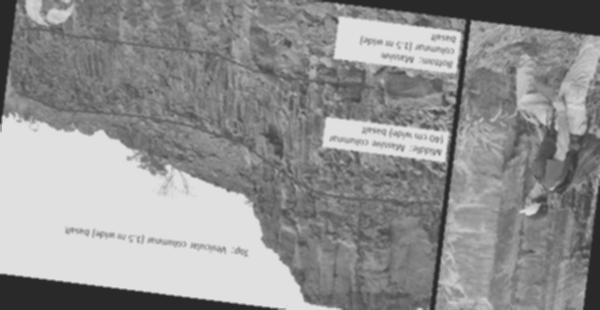 Top: Vesicular columnar (1.5 m wide) basalt
Middle: Massive columnar
(40 cm wide) basalt
Bottom: Massive
columnar (1.5 m wide)
basalt